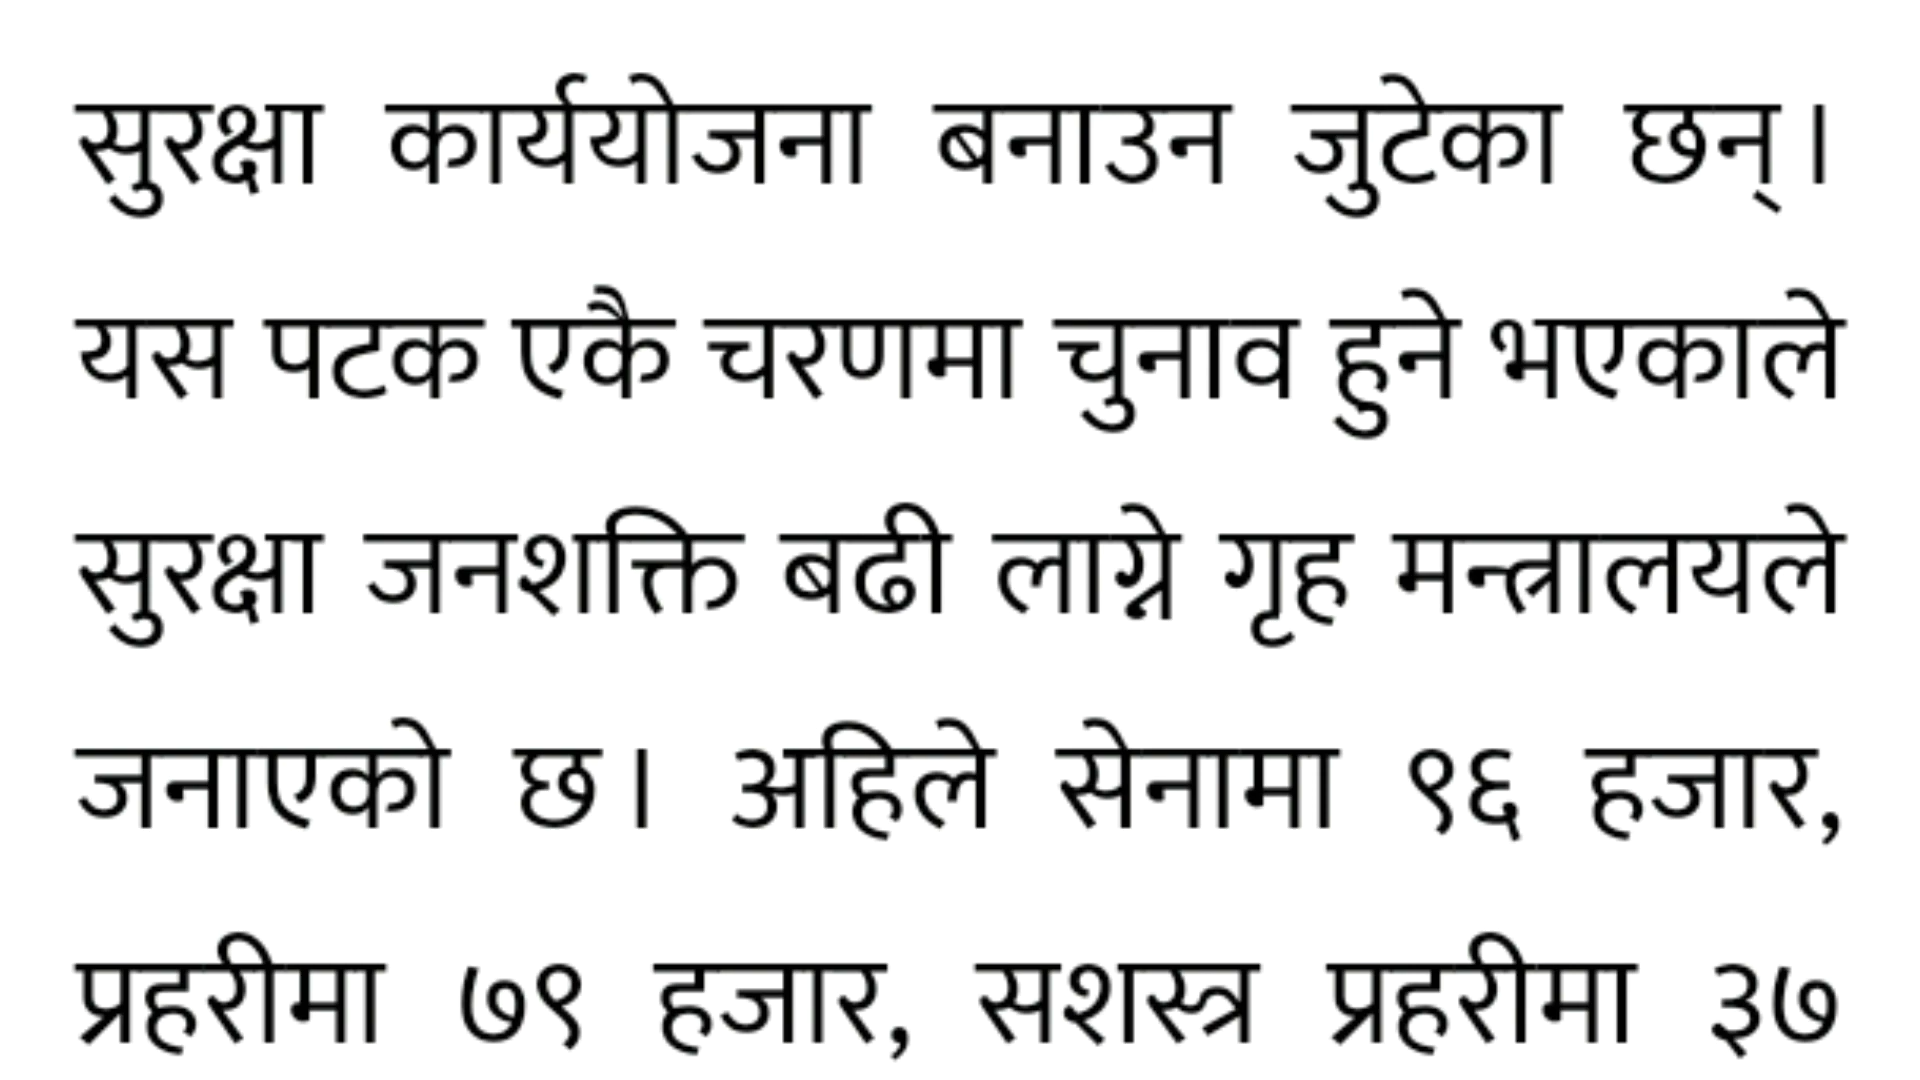 सुरक्षा कार्ययोजना बनाउन जुटेका छन्।
यस पटक एकै चरणमा चुनाव हुने भएकाले
सुरक्षा जनशक्ति बढी लाग्ने गृह मन्त्रालयले
जनाएको छ। अहिले सेनामा ९६ हजार,
प्रहरीमा ७९ हजार, सशस्त्र प्रहरीमा ३७